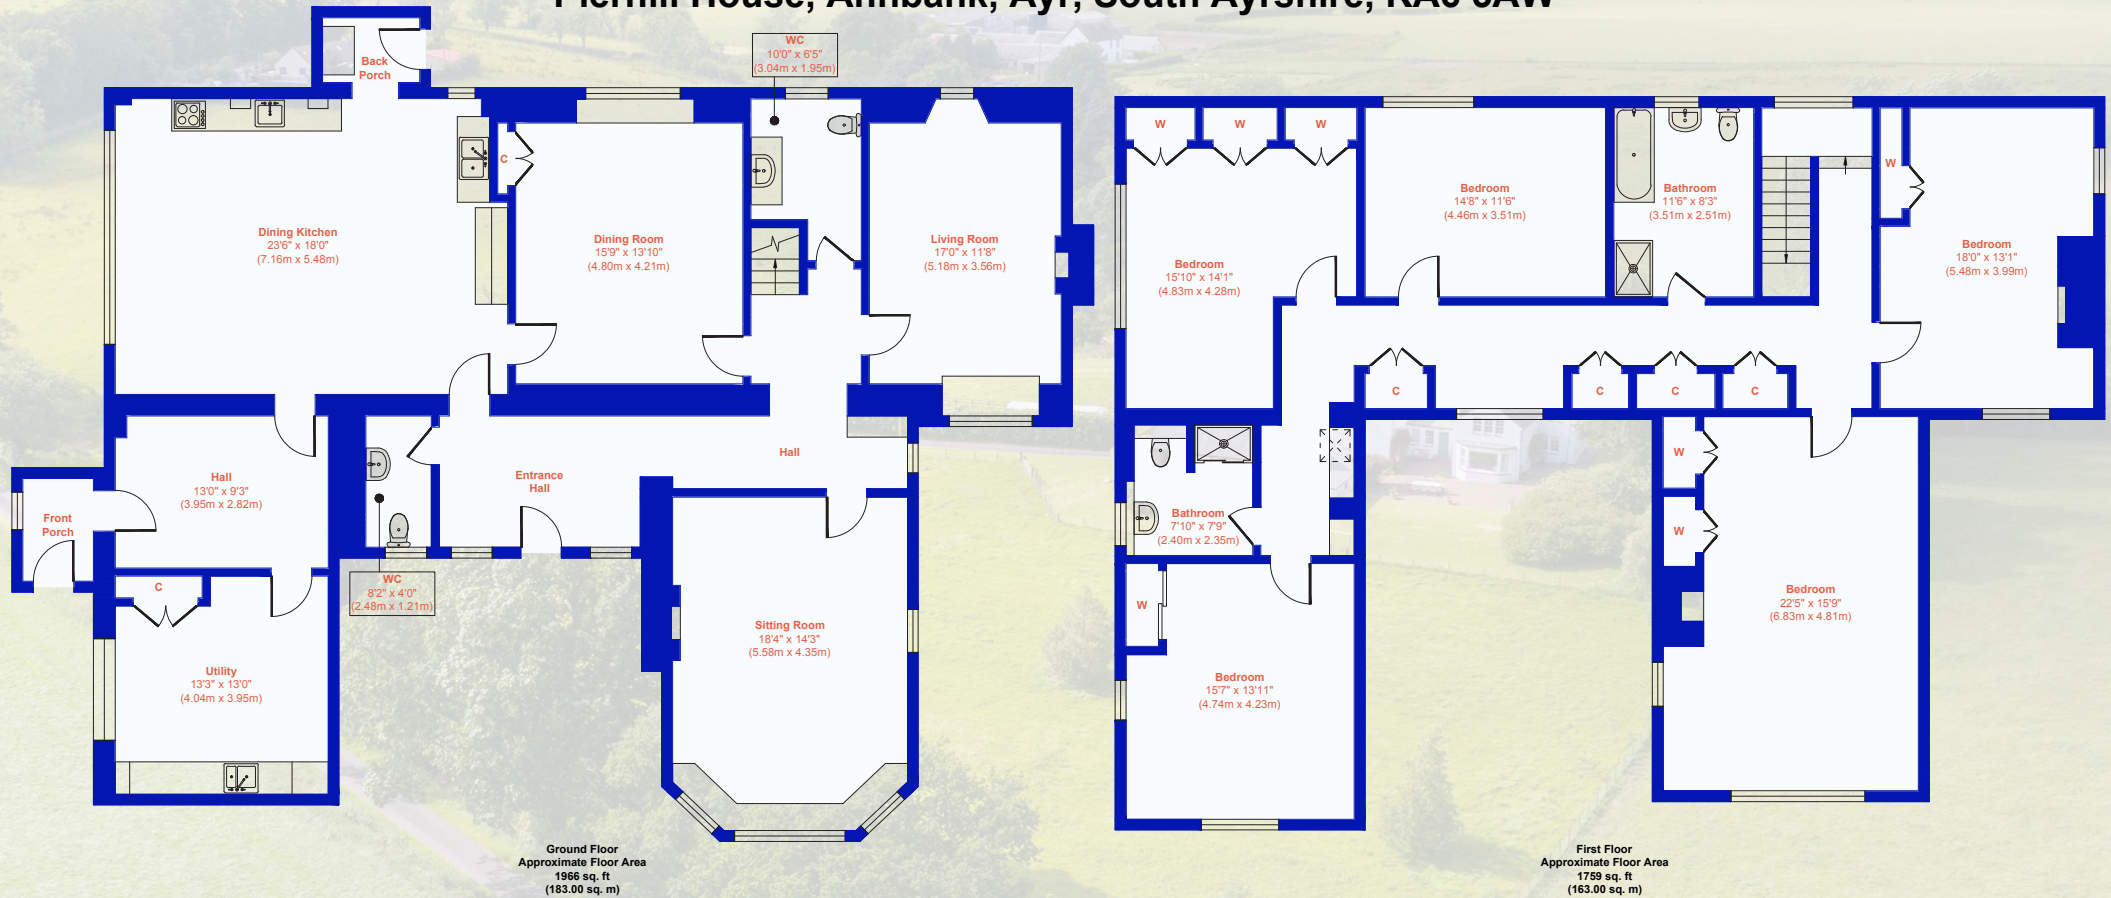 Pierhill House, Annbank, Ayr, South Ayrshire, KA6 5AW
Back
Porch
WC
10'0" x 6'5"
(3.04m x 1.95m)
C
Dining Kitchen
23'6" x 18'0"
(7.16m x 5.48m)
Dining Room
15'9" x 13'10"
(4.80m x 4.21m)
Living Room
17'0" x 11'8"
(5.18m x 3.56m)
Hall
13'0" x 9'3"
(3.95m x 2.82m)
Front
Porch
Entrance
Hall
Hall
C
WC
8'2" x 4'0"
(2.48m x 1.21m)
Utility
13'3" x 13'0"
(4.04m x 3.95m)
Sitting Room
18'4" x 14'3"
(5.58m x 4.35m)
Ground Floor
Approximate Floor Area
1966 sq. ft
(183.00 sq. m)
W
W
W
W
Bedroom
15'10" x 14'1"
(4.83m x 4.28m)
Bedroom
14'8" x 11'6"
(4.46m x 3.51m)
Bathroom
11'6" x 8'3"
(3.51m x 2.51m)
Bedroom
18'0" x 13'1"
(5.48m x 3.99m)
C
C
C
C
W
W
Bathroom
7'10" x 7'9"
(2.40m x 2.35m)
W
Bedroom
15'7" x 13'11"
(4.74m x 4.23m)
Bedroom
22'5" x 15'9"
(6.83m x 4.81m)
First Floor
Approximate Floor Area
1759 sq. ft
(163.00 sq. m)